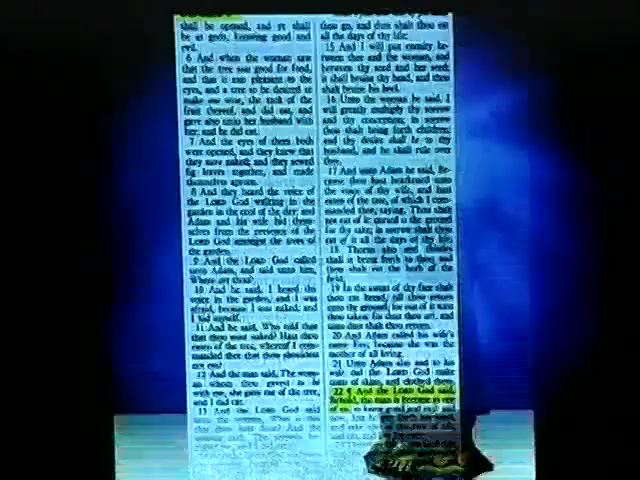 shall be opened, and ye shall
be as gods, knowing good and
evil.
6 And when the woman saw
that the tree was good for food,
and that it was pleasant to the
eyes, and a tree to be desired to
make one wise, she took of the
fruit thereof, and did eat, and
gave also unto her husband with
her; and he did eat.
7 And the eyes of them both
were opened, and they knew that
they were naked; and they sewed
fig leaves together, and made
themselves aprons.
8 And they heard the voice of
the LORD God walking in the
garden in the cool of the day: and
Adam and his wife hid them-
selves from the presence of the
LORD God amongst the trees of
the garden.
9 And the LORD God called
unto Adam, and said unto him,
Where art thou?
10 And he said, I heard thy
voice in the garden, and I was
afraid, because I was naked; and
I hid myself.
11 And he said, Who told thee
that thou wast naked? Hast thou
eaten of the tree, whereof I com-
manded thee that thou shouldest
not eat?
12 And the man said, The wom-
an whom thou gavest to be
with me, she gave me of the tree,
and I did eat.
13 And the LORD God said
thou go, and dust shalt thou eat
all the days of thy life:
15 And I will put enmity be-
tween thee and the woman, and
between thy seed and her seed;
it shall bruise thy head, and thou
shalt bruise his heel.
16 Unto the woman he said, I
will greatly multiply thy sorrow
and thy conception; in sorrow
thou shalt bring forth children;
and thy desire shall be to thy
husband, and he shall rule over
thee.
17 And unto Adam he said, Be-
cause thou hast hearkened unto
the voice of thy wife, and hast
eaten of the tree, of which I com-
manded thee, saying, Thou shalt
not eat of it: cursed is the ground
for thy sake; in sorrow shalt thou
eat of it all the days of thy life;
18 Thorns also and thistles
shall it bring forth to thee; and
thou shalt eat the herb of the
field;
19 In the sweat of thy face shalt
thou eat bread, till thou return
unto the ground; for out of it wast
thou taken: for dust thou art, and
unto dust shalt thou return.
20 And Adam called his wife's
name Eve; because she was the
mother of all living.
21 Unto Adam also and to his
wife did the LORD God make
coats of skins, and clothed them.
22 ¶ And the LORD God said,
Behold, the man is become as one
of us, to know good and evil: and
now, lest he put forth his hand,